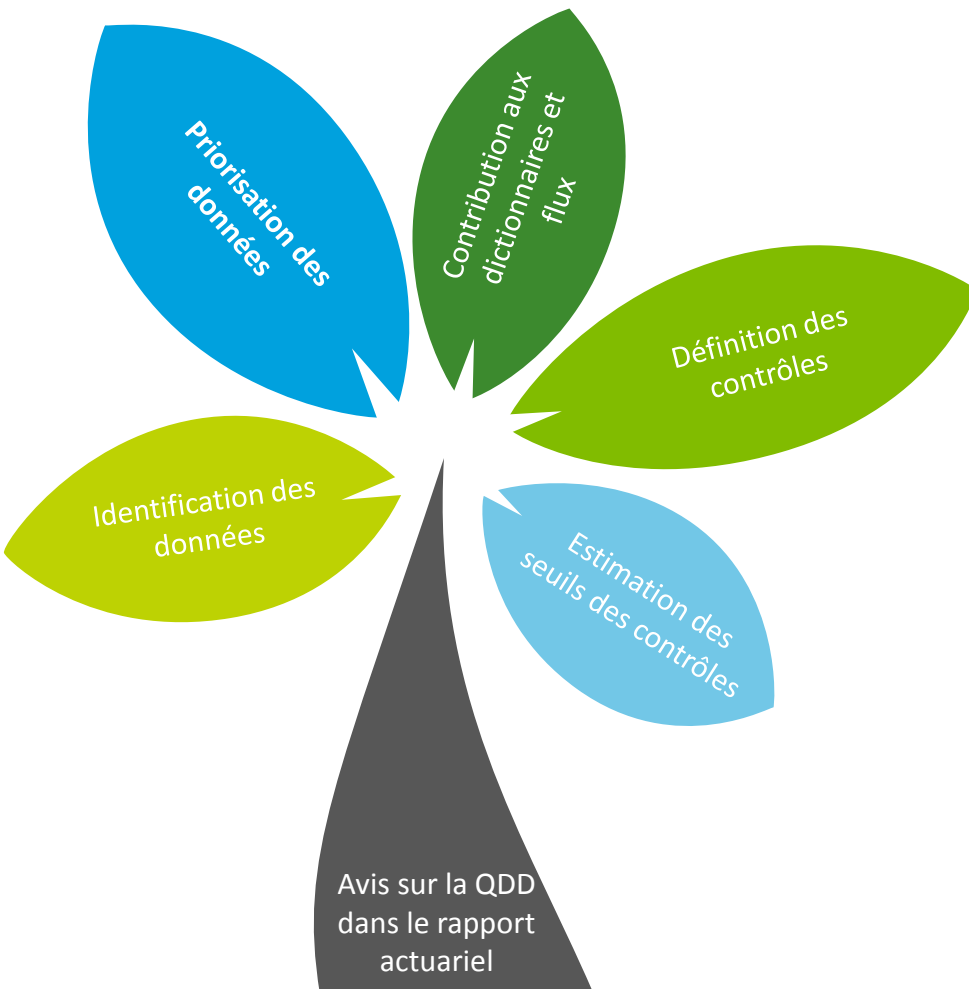 Priorisation des
données
Contribution aux
dictionnaires et
flux
Définition des
contrôles
Identification des
données
Estimation des
seuils des contrôles
Avis sur la QDD
dans le rapport
actuariel